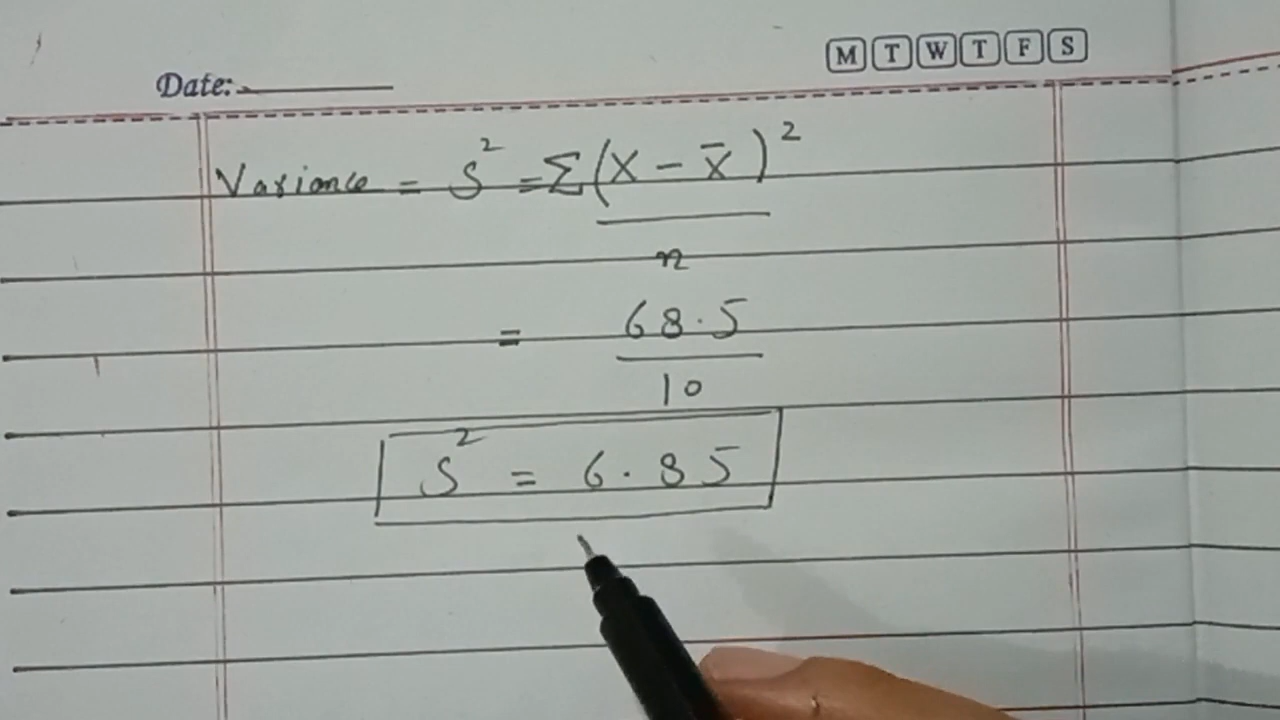 M T W T F S
Date:
Variance = S² = Σ(X - x̄)²
n
= 68.5
10
S² = 6.85